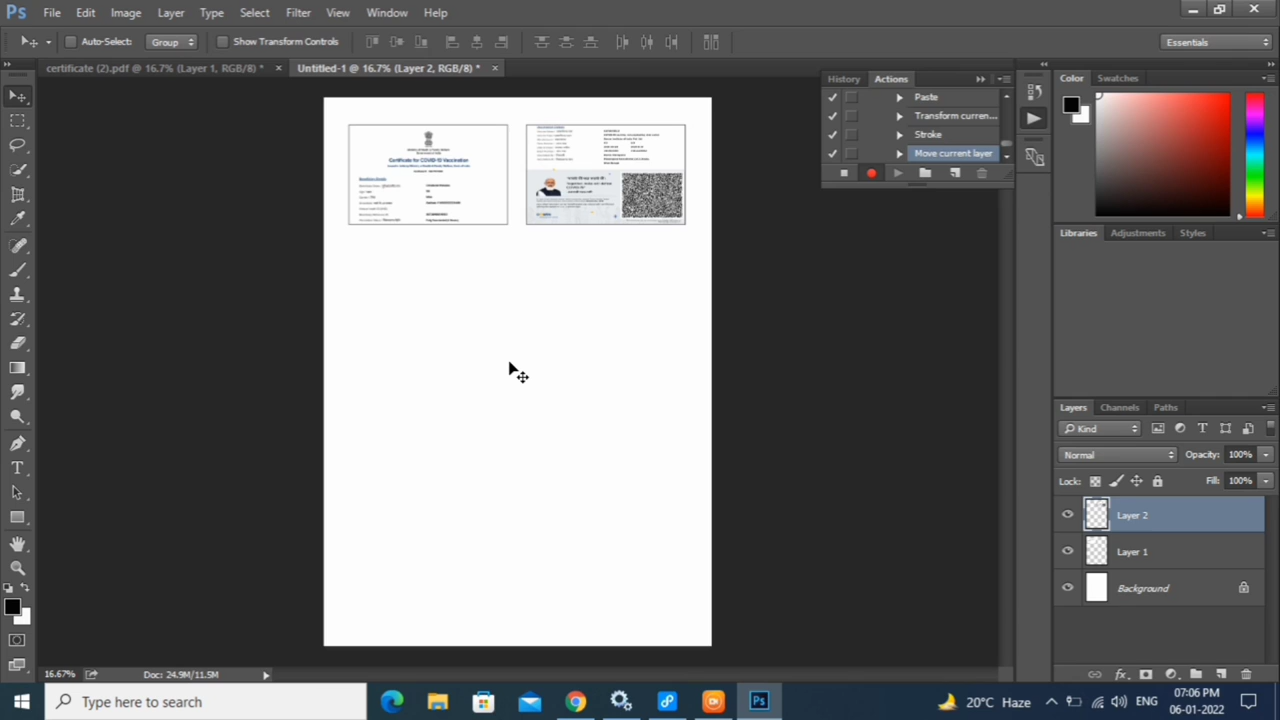 Ps File Edit Image Layer Type Select Filter View Window Help
Auto-Select: Group Show Transform Controls Essentials
certificate (2).pdf @ 16.7% (Layer 1, RGB/8) * × Untitled-1 @ 16.7% (Layer 2, RGB/8) * ×
History Actions
Color Swatches
Paste
Transform curren...
Stroke
Move current laye
Certificate for COVID-19 Vaccination
Libraries Adjustments Styles
Layers Channels Paths
Kind
Normal Opacity: 100%
Lock: Fill: 100%
Layer 2
Layer 1
Background
16.67% Doc: 24.9M/11.5M
Type here to search
Ps
20°C Haze ENG
07:06 PM
06-01-2022